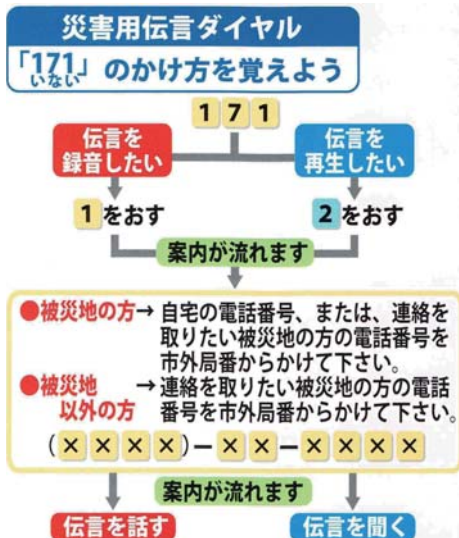 災害用伝言ダイヤル
「171」のかけ方を覚えよう
いない
171
伝言を
録音したい
伝言を
再生したい
1をおす
2をおす
案内が流れます
●被災地の方→自宅の電話番号、または、連絡を
取りたい被災地の方の電話番号を
市外局番からかけて下さい。
●被災地
以外の方
→連絡を取りたい被災地の方の電話
番号を市外局番からかけて下さい。
(××××)－××－××××
案内が流れます
伝言を話す
伝言を聞く